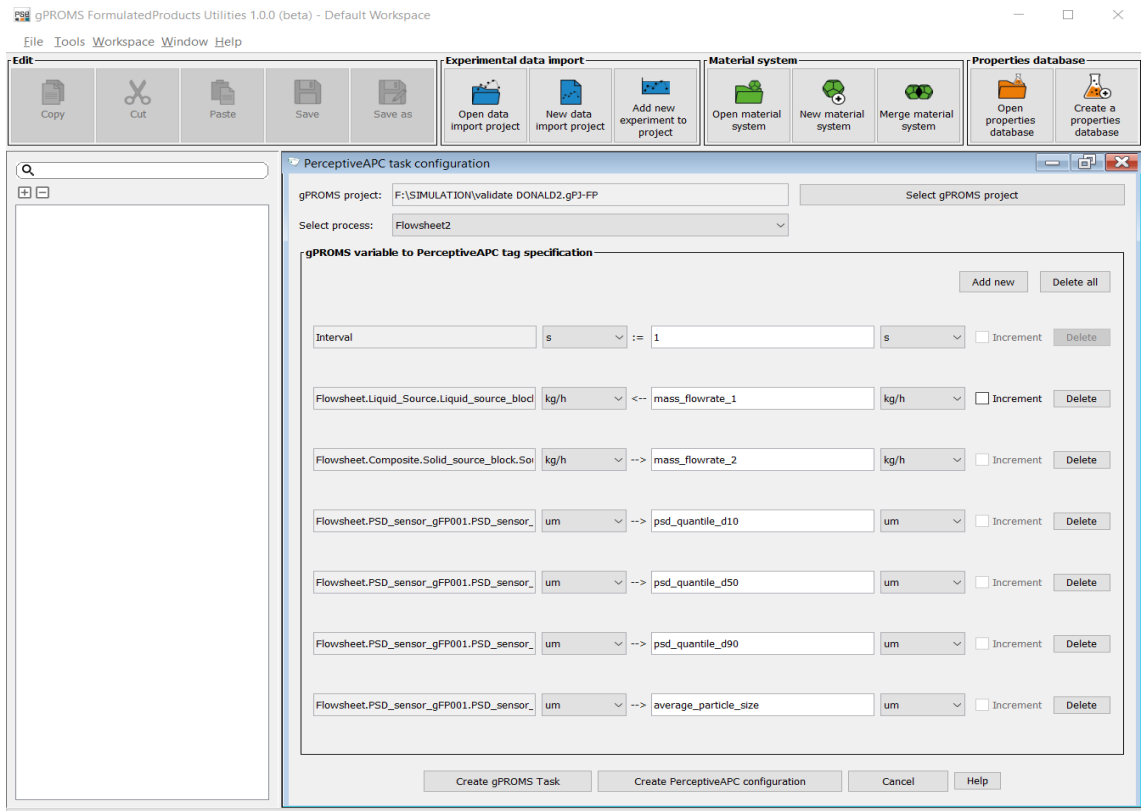 PSE gPROMS FormulatedProducts Utilities 1.0.0 (beta) - Default Workspace
File Tools Workspace Window Help
Edit
Copy
Cut
Paste
Save
Save as
Experimental data import
Open data
import project
New data
import project
Add new
experiment to
project
Material system
Open material
system
New material
system
Merge material
system
Properties database
Open
properties
database
Create a
properties
database
PerceptiveAPC task configuration
gPROMS project: F:\SIMULATION\validate DONALD2.gPJ-FP Select gPROMS project
Select process: Flowsheet2
gPROMS variable to PerceptiveAPC tag specification
Add new Delete all
Interval s := 1 s Increment Delete
Flowsheet.Liquid_Source.Liquid_source_block kg/h <-- mass_flowrate_1 kg/h Increment Delete
Flowsheet.Composite.Solid_source_block.Sou kg/h --> mass_flowrate_2 kg/h Increment Delete
Flowsheet.PSD_sensor_gFP001.PSD_sensor_ um --> psd_quantile_d10 um Increment Delete
Flowsheet.PSD_sensor_gFP001.PSD_sensor_ um --> psd_quantile_d50 um Increment Delete
Flowsheet.PSD_sensor_gFP001.PSD_sensor_ um --> psd_quantile_d90 um Increment Delete
Flowsheet.PSD_sensor_gFP001.PSD_sensor_ um --> average_particle_size um Increment Delete
Create gPROMS Task Create PerceptiveAPC configuration Cancel Help